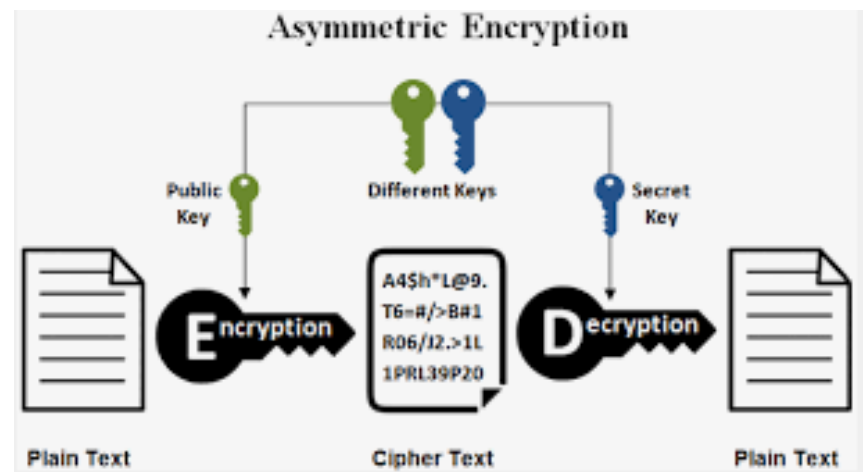 Asymmetric Encryption
Public
Key
Different Keys
Secret
Key
Encryption
A4$h*L@9.
T6=#/>B#1
R06/J2.>1L
1PRL39P20
Decryption
Plain Text
Cipher Text
Plain Text